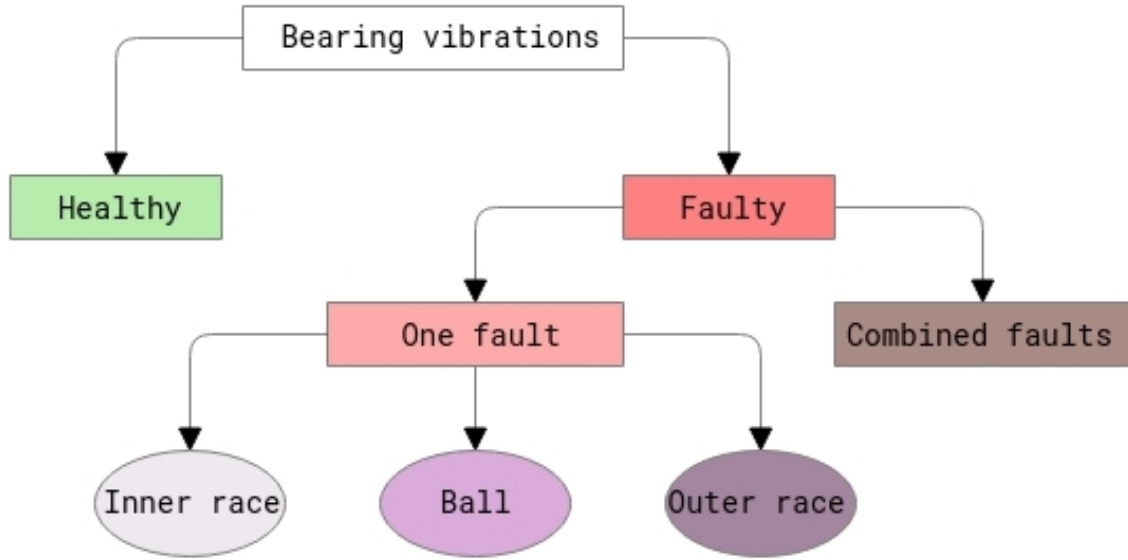 Bearing vibrations
Healthy
Faulty
One fault
Combined faults
Inner race
Ball
Outer race